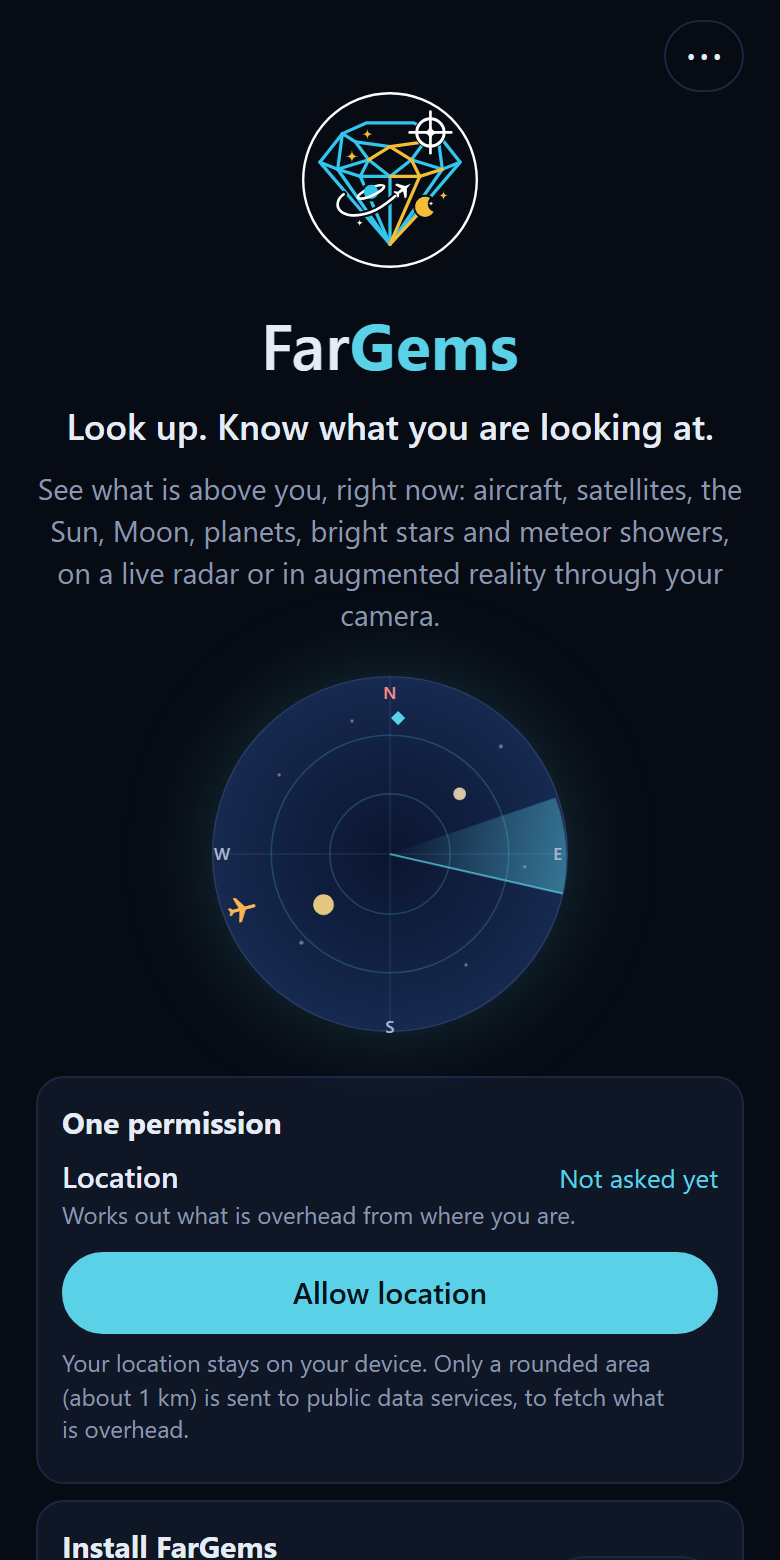 FarGems
Look up. Know what you are looking at.
See what is above you, right now: aircraft, satellites, the
Sun, Moon, planets, bright stars and meteor showers,
on a live radar or in augmented reality through your
camera.
N
W
E
S
One permission
Location
Not asked yet
Works out what is overhead from where you are.
Allow location
Your location stays on your device. Only a rounded area
(about 1 km) is sent to public data services, to fetch what
is overhead.
Install FarGems